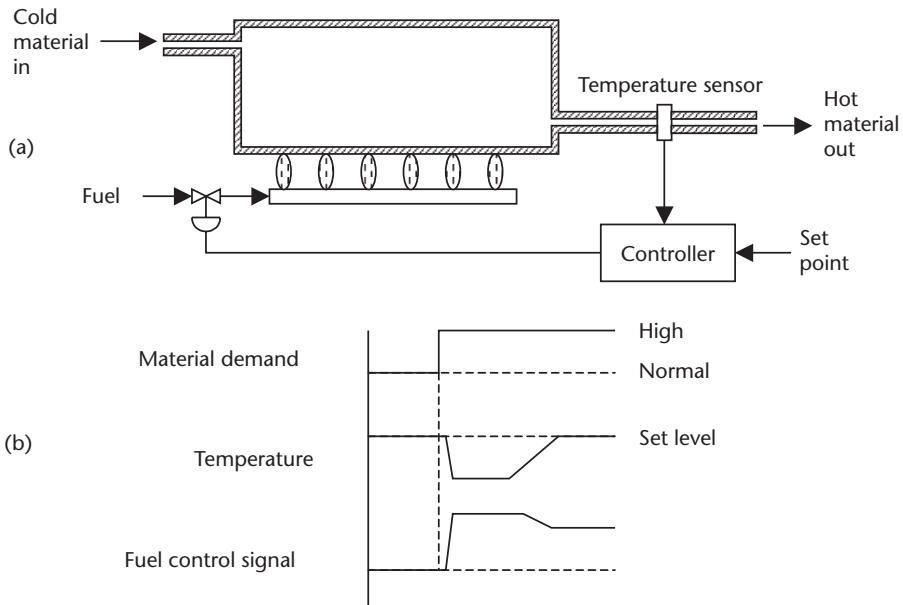 Cold
material
in
Temperature sensor
Hot
material
out
(a)
Fuel
Controller
Set
point
Material demand
High
Normal
(b)
Temperature
Set level
Fuel control signal